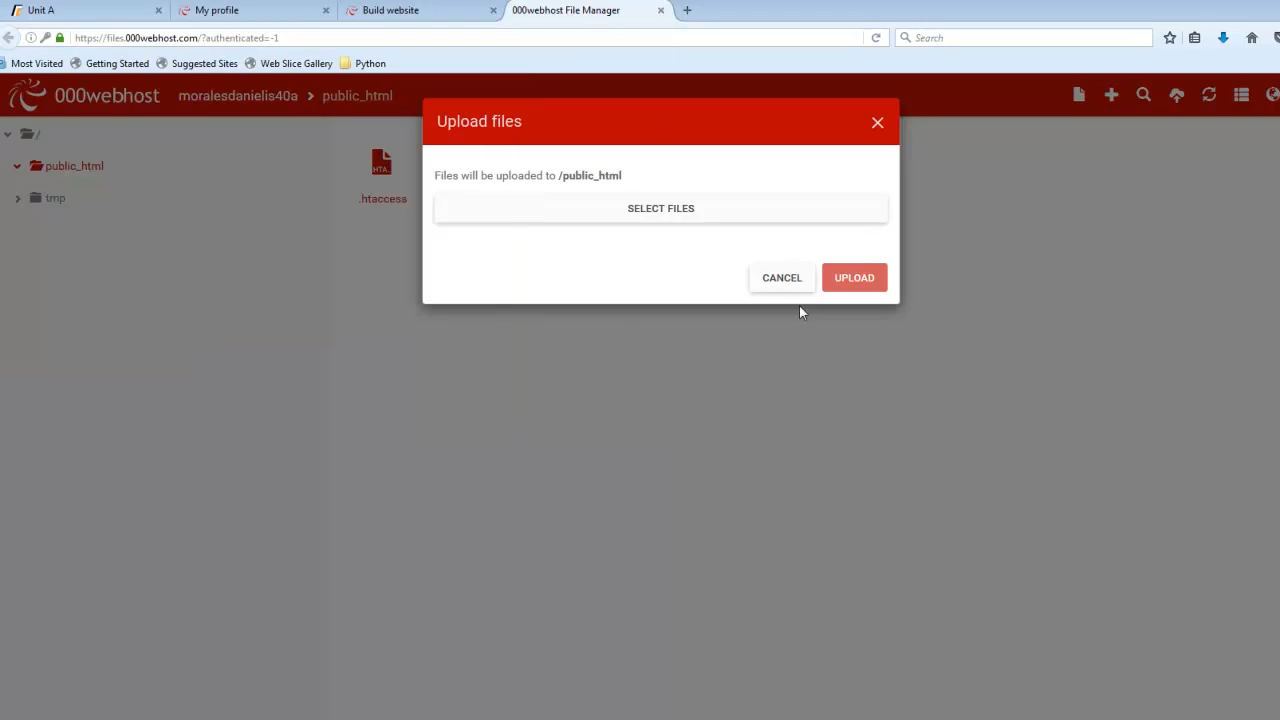 Unit A
My profile
Build website
000webhost File Manager
https://files.000webhost.com/?authenticated=-1
Search
Most Visited
Getting Started
Suggested Sites
Web Slice Gallery
Python
000webhost
moralesdanielis40a
public_html
Upload files
/
public_html
tmp
HTA..
.htaccess
Files will be uploaded to /public_html
SELECT FILES
CANCEL
UPLOAD